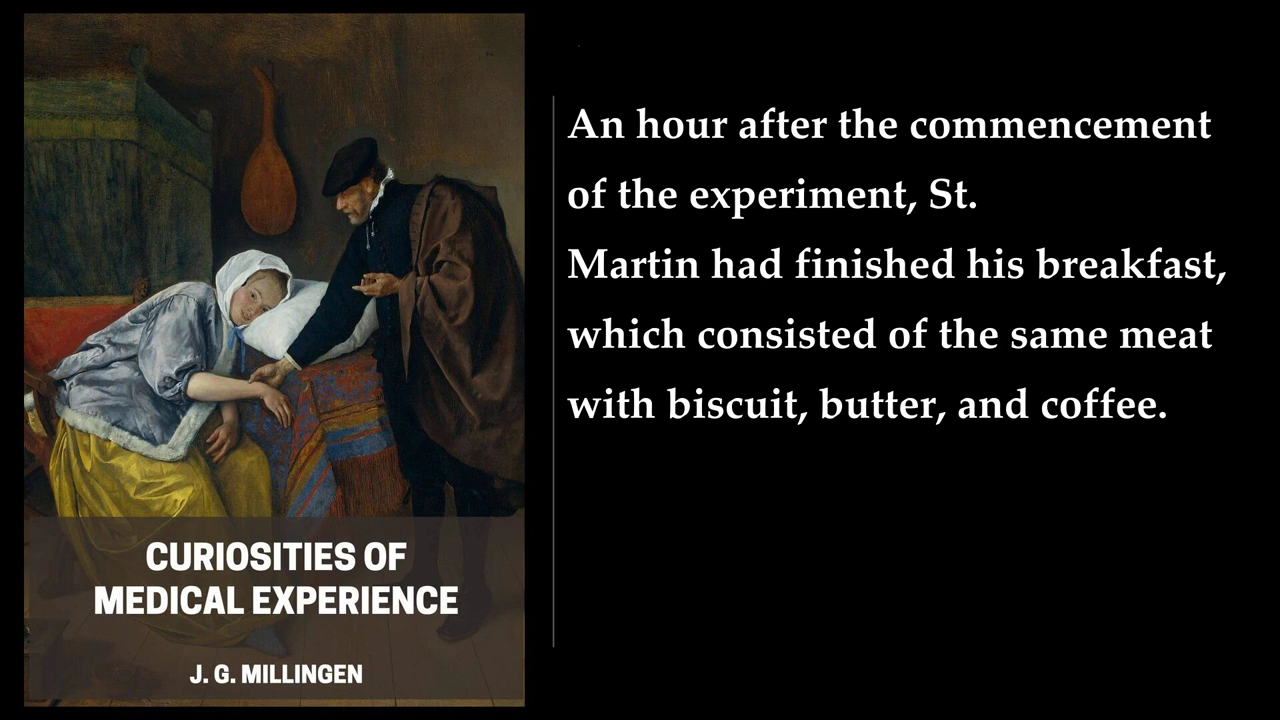 An hour after the commencement
of the experiment, St.
Martin had finished his breakfast,
which consisted of the same meat
with biscuit, butter, and coffee.
CURIOSITIES OF
MEDICAL EXPERIENCE
J. G. MILLINGEN